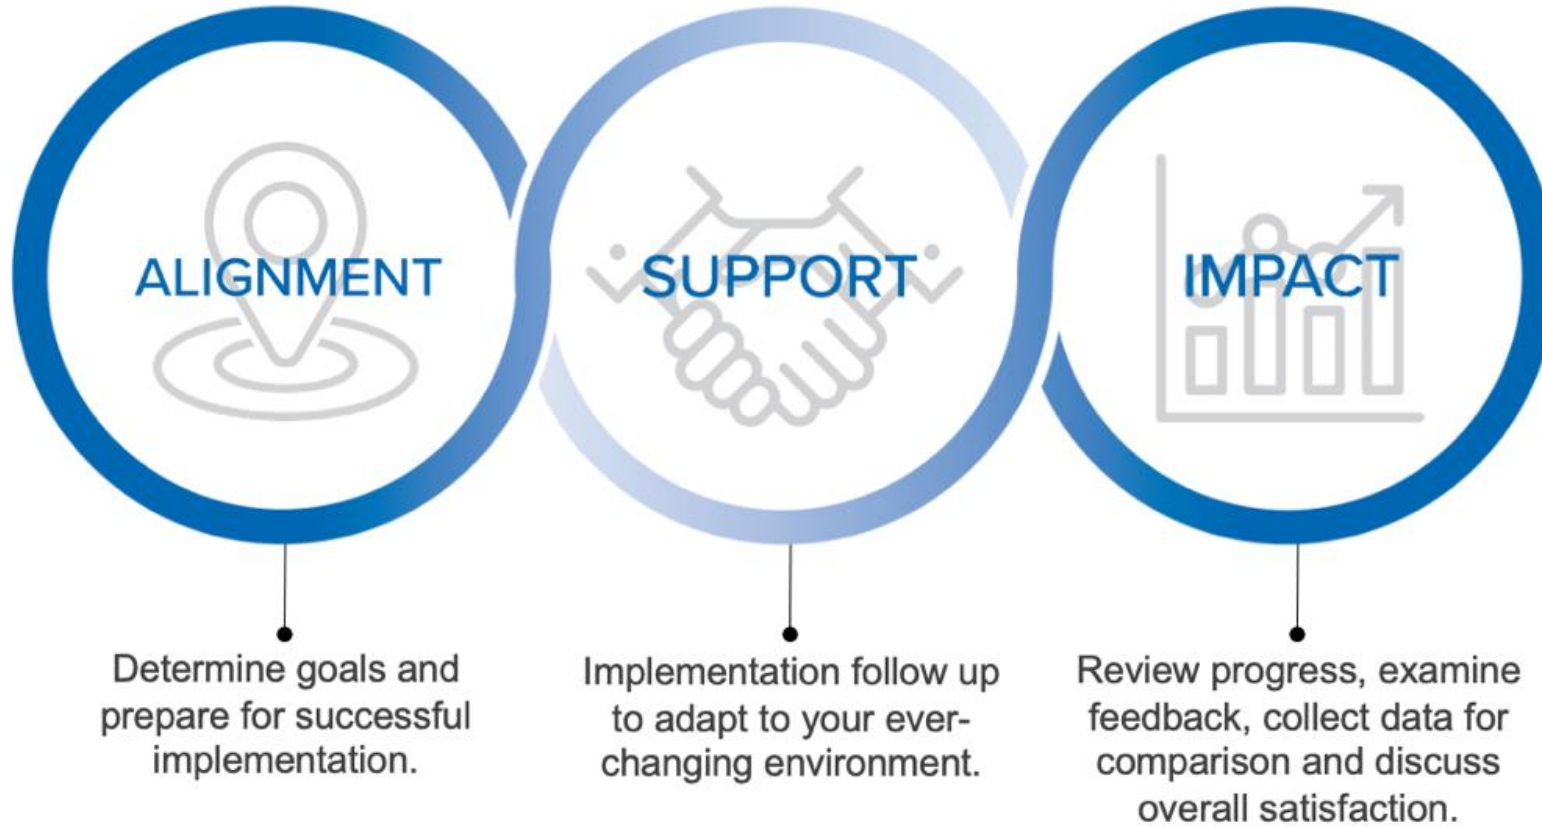 ALIGNMENT
Determine goals and
prepare for successful
implementation.
SUPPORT
Implementation follow up
to adapt to your ever-
changing environment.
IMPACT
Review progress, examine
feedback, collect data for
comparison and discuss
overall satisfaction.